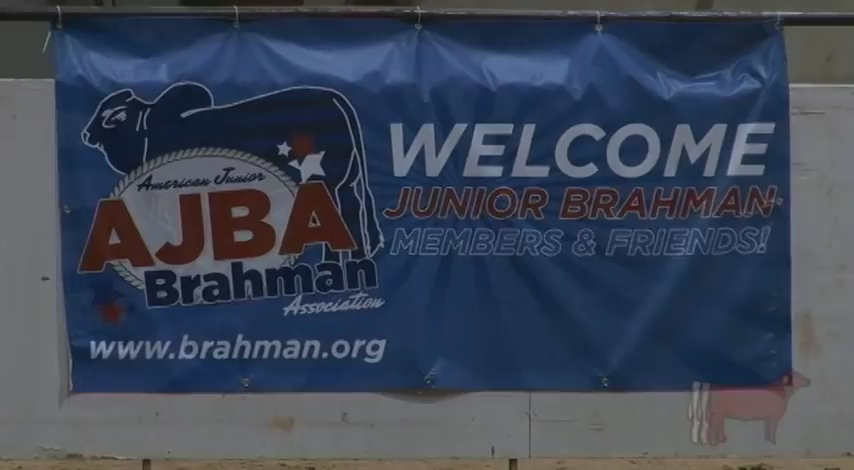 American Junior
AJBA
Brahman
Association
www.brahman.org
WELCOME
JUNIOR BRAHMAN
MEMBERS & FRIENDS!